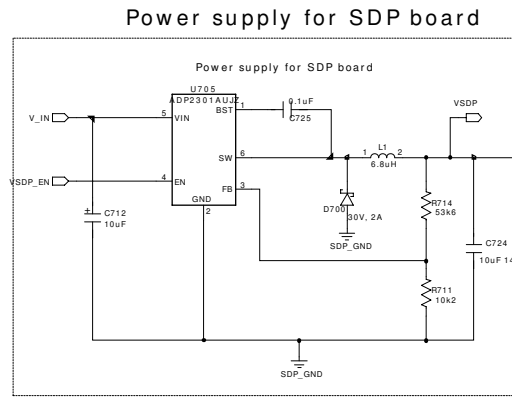 Power supply for SDP board
Power supply for SDP board
U705
ADP2301AUJZ
0.1uF
C725
VSDP
V_IN
5
VIN
BST
1
L1
1
2
6.8uH
SW
6
VSDP_EN
4
EN
FB
3
GND
2
D700
30V, 2A
SDP_GND
R714
53k6
+
C712
10uF
C724
10uF 14
R711
10k2
SDP_GND